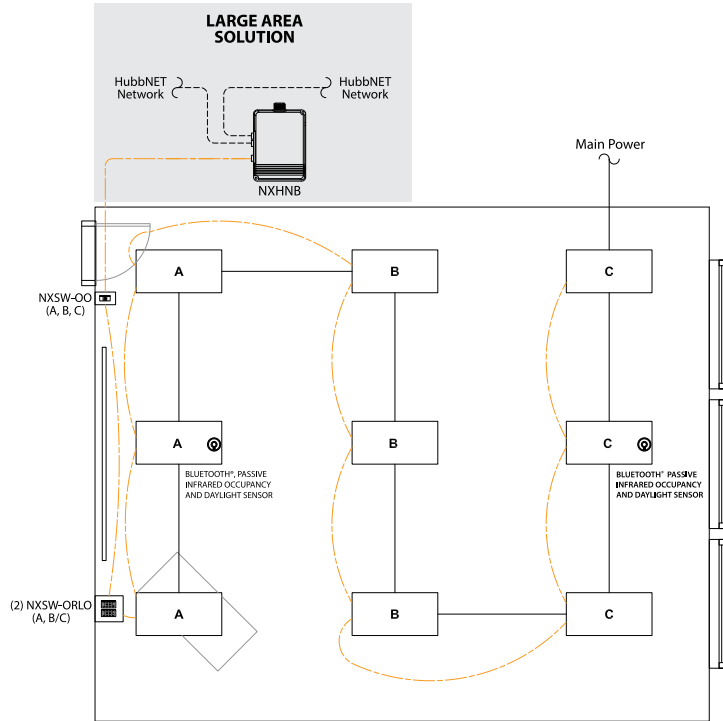 LARGE AREA
SOLUTION
HubbNET
Network
HubbNET
Network
NXHNB
Main Power
A
B
C
NXSW-OO
(A, B, C)
A
B
C
BLUETOOTH®, PASSIVE
INFRARED OCCUPANCY
AND DAYLIGHT SENSOR
BLUETOOTH® PASSIVE
INFRARED OCCUPANCY
AND DAYLIGHT SENSOR
(2) NXSW-ORLO
(A, B/C)
A
B
C